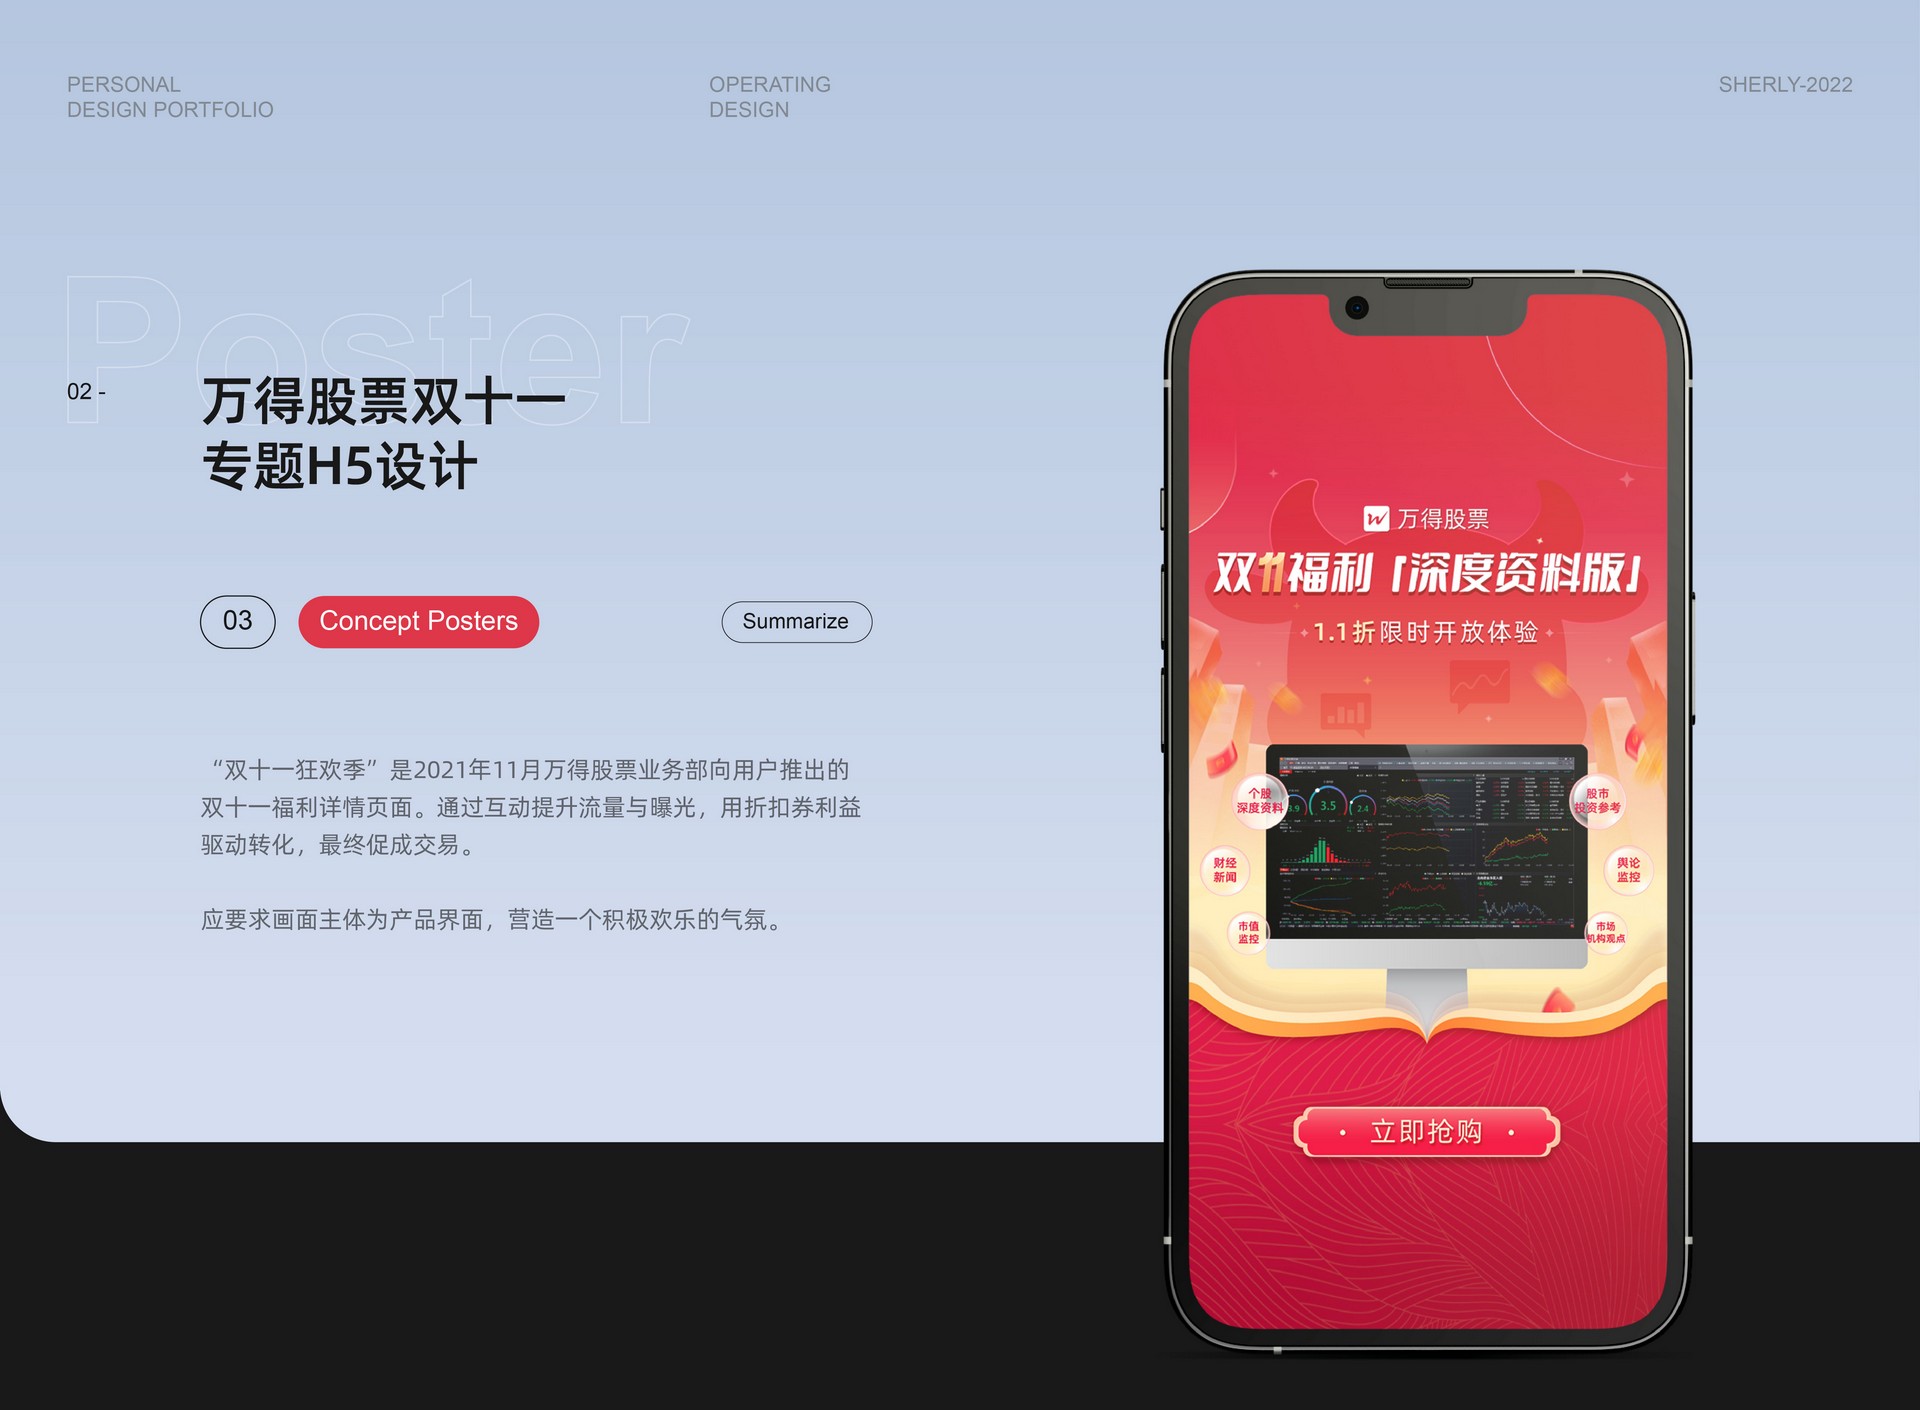 PERSONAL
DESIGN PORTFOLIO
OPERATING
DESIGN
SHERLY-2022
Poster
02 -
万得股票双十一
专题H5设计
03
Concept Posters
Summarize
“双十一狂欢季”是2021年11月万得股票业务部向用户推出的
双十一福利详情页面。通过互动提升流量与曝光，用折扣券利益
驱动转化，最终促成交易。
应要求画面主体为产品界面，营造一个积极欢乐的气氛。
万得股票
双11福利「深度资料版」
1.1折限时开放体验
个股
深度资料
股市
投资参考
3.9
3.5
2.4
财经
新闻
舆论
监控
市值
监控
市场
机构观点
立即抢购